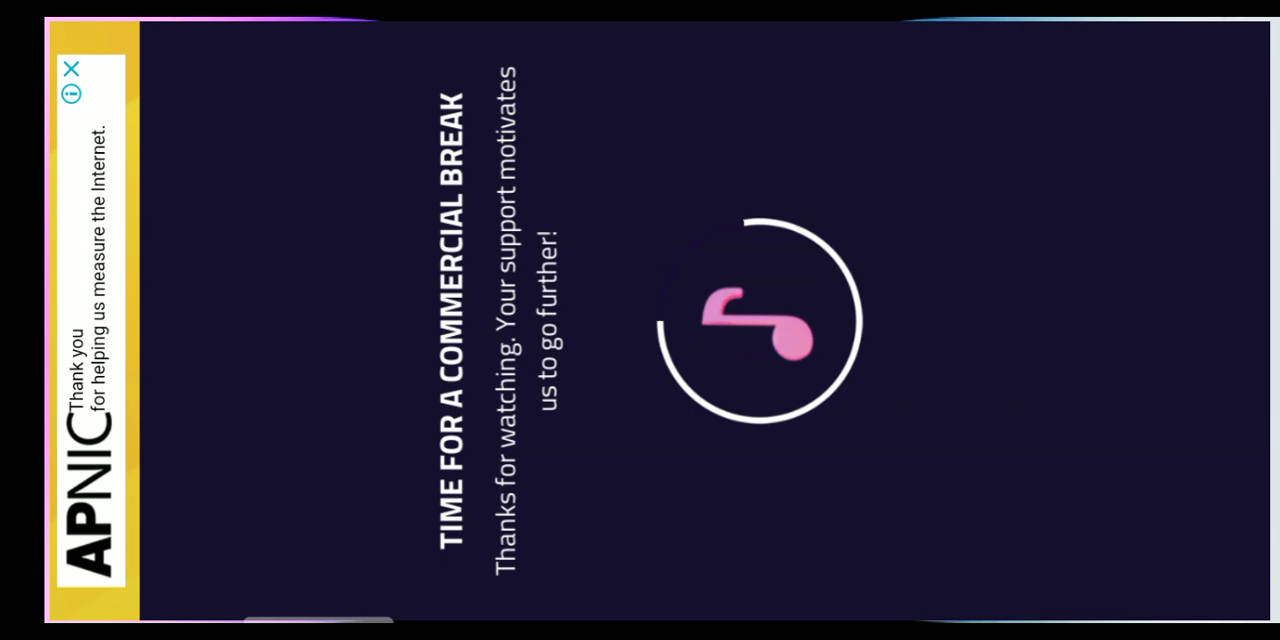 APNIC
Thank you
for helping us measure the Internet.
TIME FOR A COMMERCIAL BREAK
Thanks for watching. Your support motivates
us to go further!